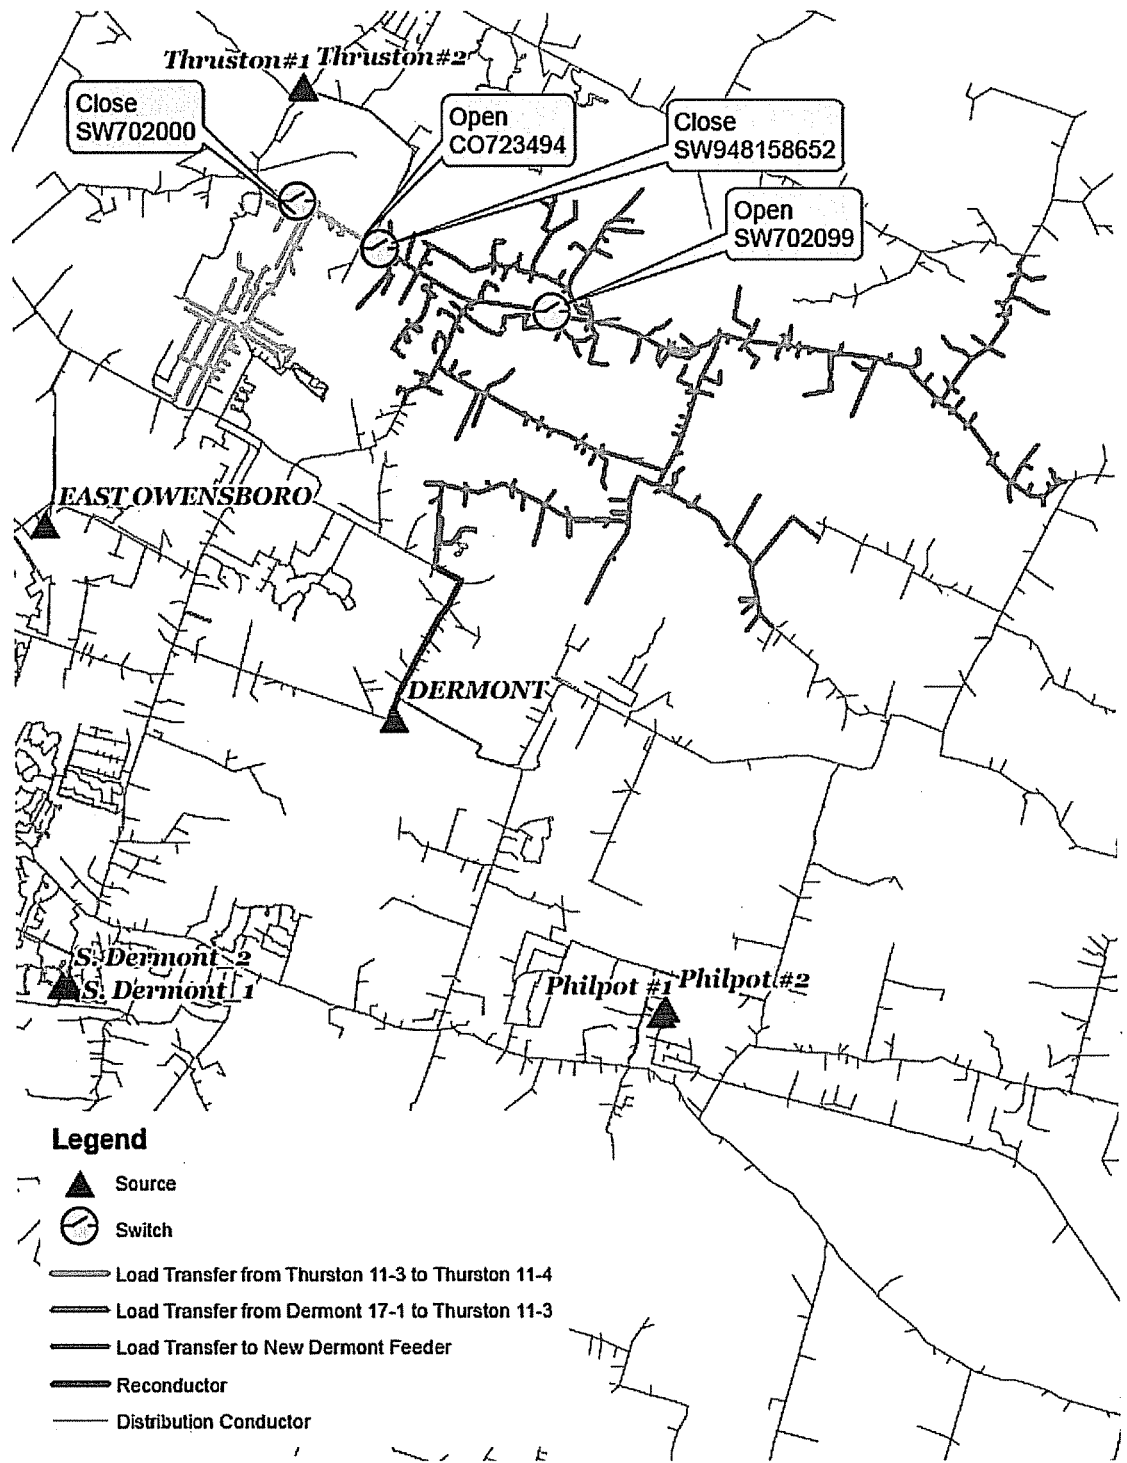 Thruston#1 Thruston#2
Close
SW702000
Open
CO723494
Close
SW948158652
Open
SW702099
EAST OWENSBORO
DERMONT
S. Dermont_2
S. Dermont_1
Philpot #1 Philpot #2
Legend
Source
Switch
Load Transfer from Thurston 11-3 to Thurston 11-4
Load Transfer from Dermont 17-1 to Thurston 11-3
Load Transfer to New Dermont Feeder
Reconductor
Distribution Conductor